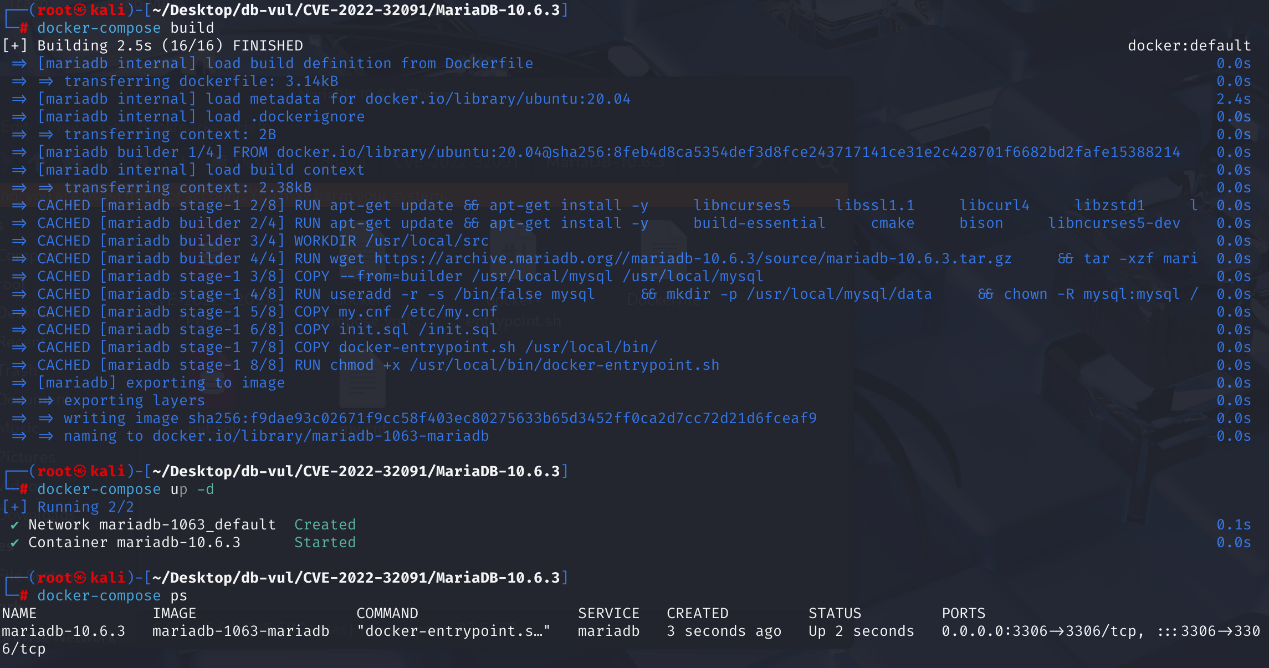 ┌──(root㉿kali)-[~/Desktop/db-vul/CVE-2022-32091/MariaDB-10.6.3]
└─# docker-compose build
[+] Building 2.5s (16/16) FINISHED docker:default
=> [mariadb internal] load build definition from Dockerfile 0.0s
=> => transferring dockerfile: 3.14kB 0.0s
=> [mariadb internal] load metadata for docker.io/library/ubuntu:20.04 2.4s
=> [mariadb internal] load .dockerignore 0.0s
=> => transferring context: 2B 0.0s
=> [mariadb builder 1/4] FROM docker.io/library/ubuntu:20.04@sha256:8feb4d8ca5354def3d8fce243717141ce31e2c428701f6682bd2fafe15388214 0.0s
=> [mariadb internal] load build context 0.0s
=> => transferring context: 2.38kB 0.0s
=> CACHED [mariadb stage-1 2/8] RUN apt-get update && apt-get install -y libncurses5 libssl1.1 libcurl4 libzstd1 l 0.0s
=> CACHED [mariadb builder 2/4] RUN apt-get update && apt-get install -y build-essential cmake bison libncurses5-dev 0.0s
=> CACHED [mariadb builder 3/4] WORKDIR /usr/local/src 0.0s
=> CACHED [mariadb builder 4/4] RUN wget https://archive.mariadb.org//mariadb-10.6.3/source/mariadb-10.6.3.tar.gz && tar -xzf mari 0.0s
=> CACHED [mariadb stage-1 3/8] COPY --from=builder /usr/local/mysql /usr/local/mysql 0.0s
=> CACHED [mariadb stage-1 4/8] RUN useradd -r -s /bin/false mysql && mkdir -p /usr/local/mysql/data && chown -R mysql:mysql / 0.0s
=> CACHED [mariadb stage-1 5/8] COPY my.cnf /etc/my.cnf 0.0s
=> CACHED [mariadb stage-1 6/8] COPY init.sql /init.sql 0.0s
=> CACHED [mariadb stage-1 7/8] COPY docker-entrypoint.sh /usr/local/bin/ 0.0s
=> CACHED [mariadb stage-1 8/8] RUN chmod +x /usr/local/bin/docker-entrypoint.sh 0.0s
=> [mariadb] exporting to image 0.0s
=> => exporting layers 0.0s
=> => writing image sha256:f9dae93c02671f9cc58f403ec80275633b65d3452ff0ca2d7cc72d21d6fceaf9 0.0s
=> => naming to docker.io/library/mariadb-1063-mariadb 0.0s
┌──(root㉿kali)-[~/Desktop/db-vul/CVE-2022-32091/MariaDB-10.6.3]
└─# docker-compose up -d
[+] Running 2/2
✔ Network mariadb-1063_default Created 0.1s
✔ Container mariadb-10.6.3 Started 0.0s
┌──(root㉿kali)-[~/Desktop/db-vul/CVE-2022-32091/MariaDB-10.6.3]
└─# docker-compose ps
NAME IMAGE COMMAND SERVICE CREATED STATUS PORTS
mariadb-10.6.3 mariadb-1063-mariadb "docker-entrypoint.s…" mariadb 3 seconds ago Up 2 seconds 0.0.0.0:3306->3306/tcp, :::3306->330
6/tcp